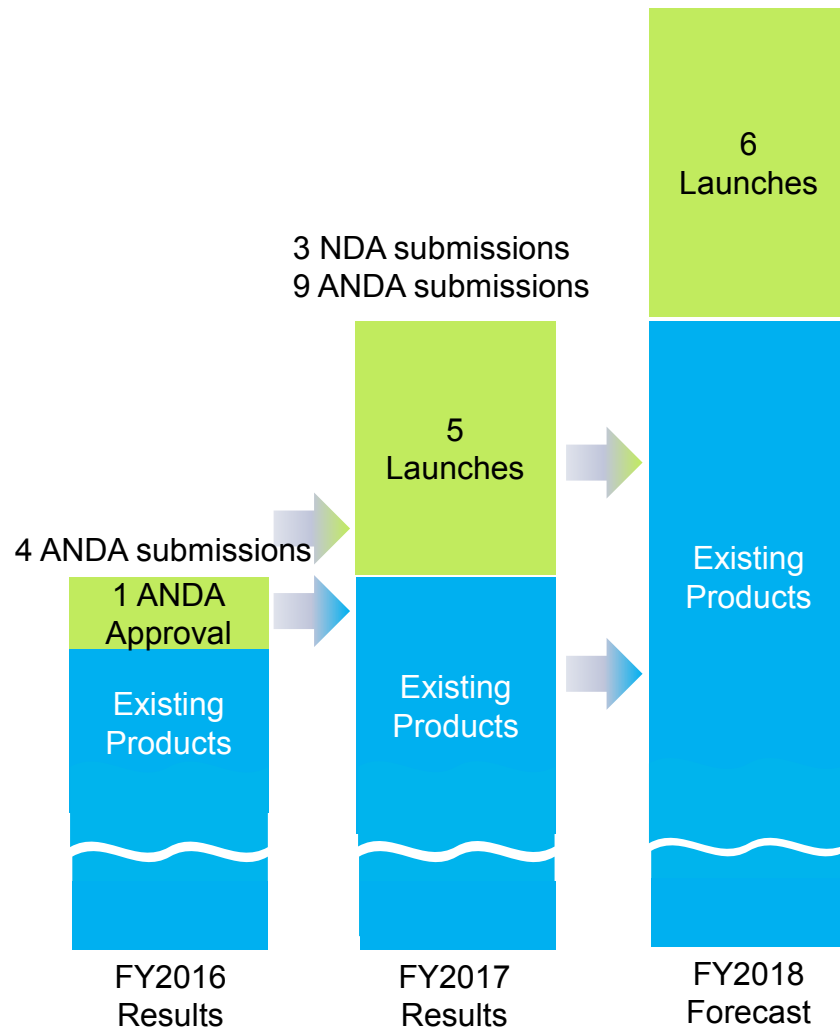 6
Launches
3 NDA submissions
9 ANDA submissions
5
Launches
4 ANDA submissions
1 ANDA
Approval
Existing
Products
Existing
Products
Existing
Products
FY2016
Results
FY2017
Results
FY2018
Forecast